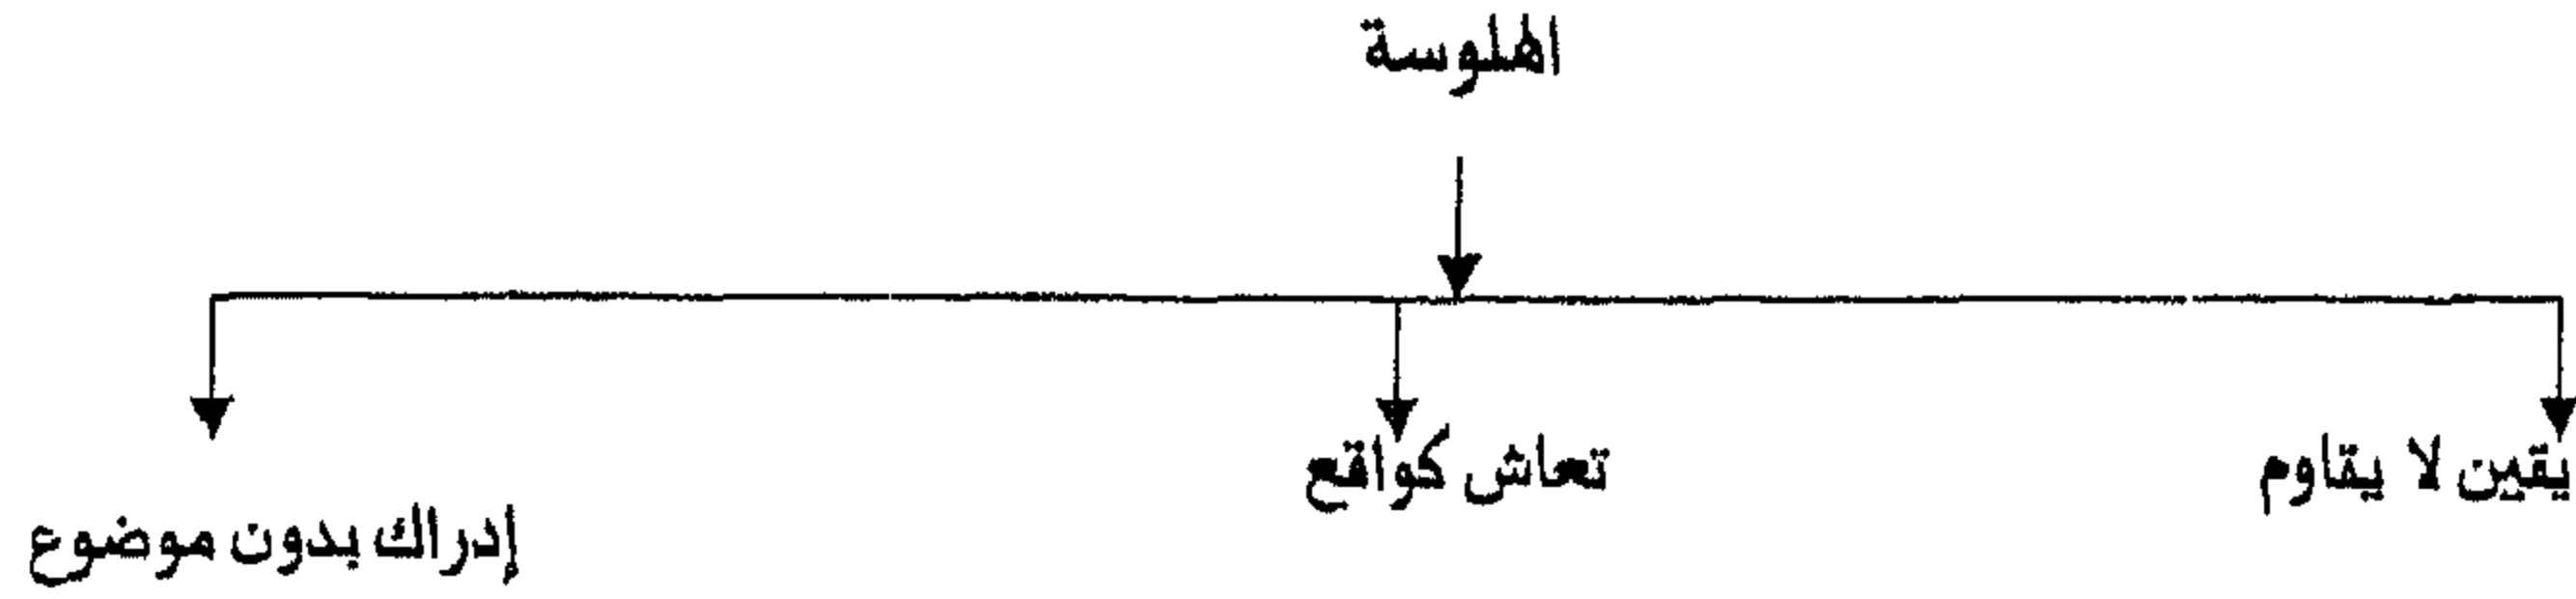 الهلوسة
يقين لا يقاوم
تعاش كواقع
إدراك بدون موضوع